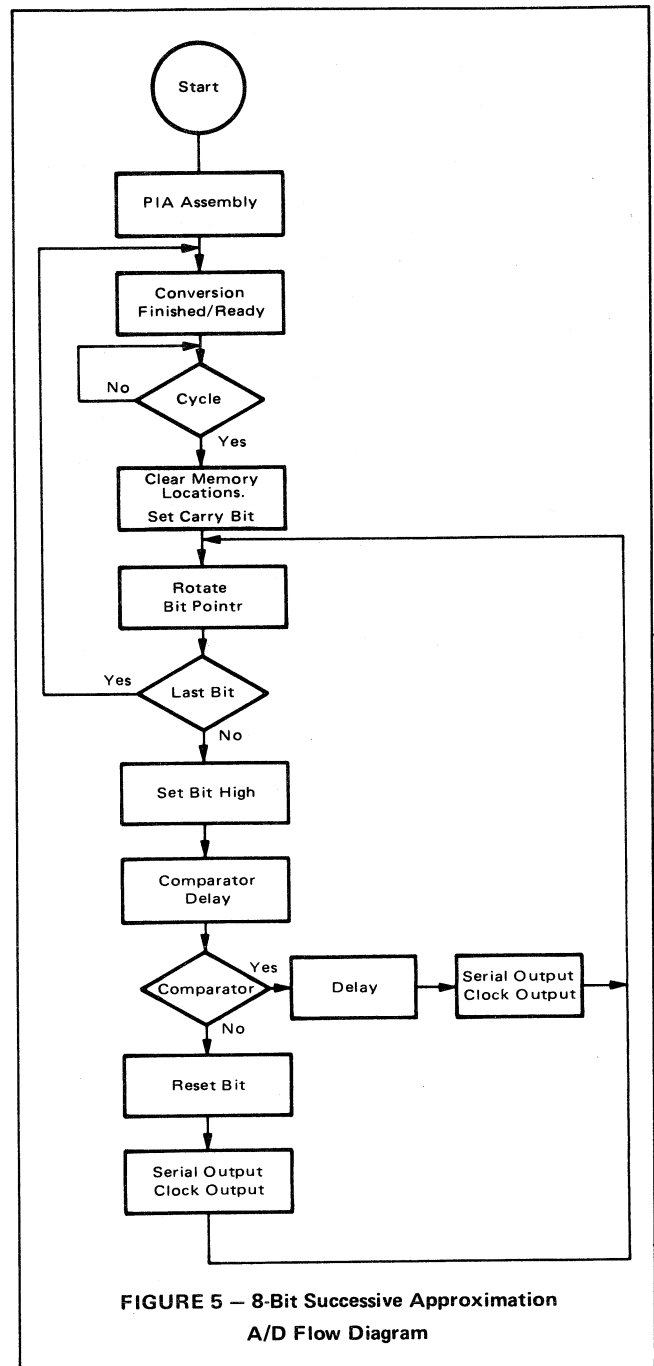 Start
PIA Assembly
Conversion
Finished/Ready
No
Cycle
Yes
Clear Memory
Locations.
Set Carry Bit
Rotate
Bit Pointr
Yes
Last Bit
No
Set Bit High
Comparator
Delay
Yes
Comparator
Delay
Serial Output
Clock Output
No
Reset Bit
Serial Output
Clock Output
FIGURE 5 – 8-Bit Successive Approximation
A/D Flow Diagram